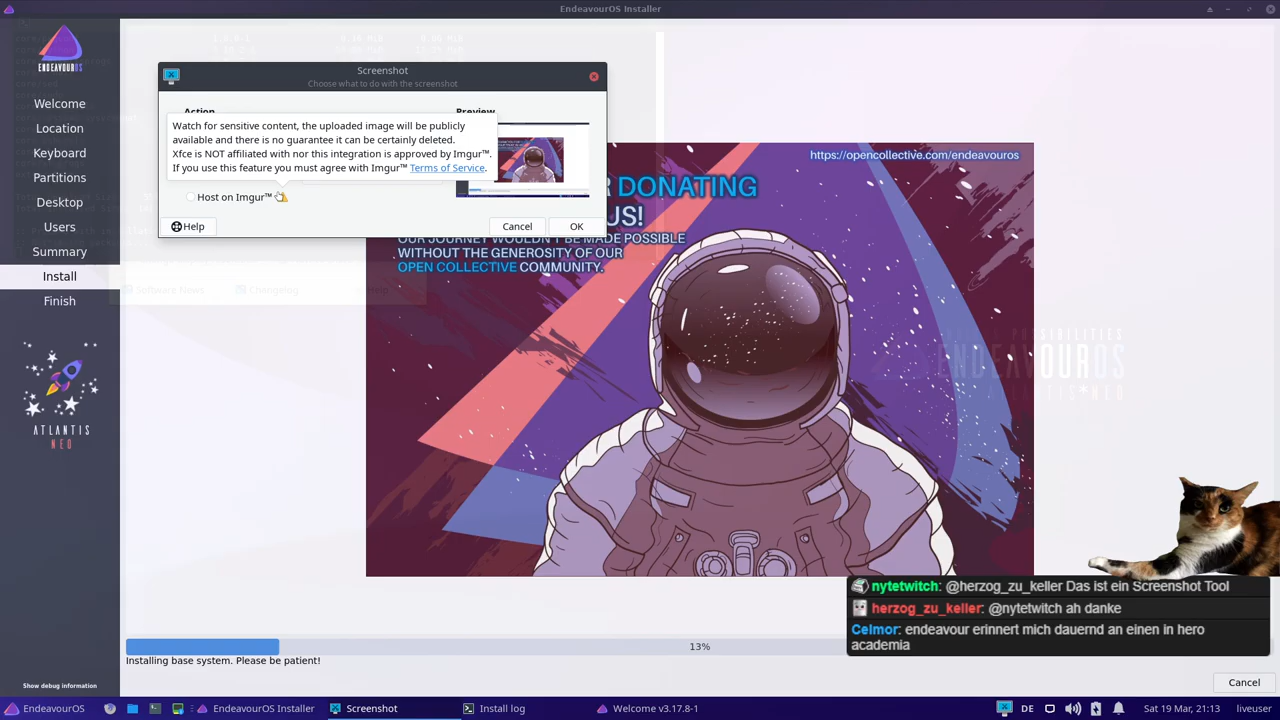 EndeavourOS Installer
ENDEAVOUROS
Welcome
Location
Keyboard
Partitions
Desktop
Users
Summary
Install
Finish
ATLANTIS
NEO
Show debug information
Screenshot
Choose what to do with the screenshot
Action
Preview
Watch for sensitive content, the uploaded image will be publicly
available and there is no guarantee it can be certainly deleted.
Xfce is NOT affiliated with nor this integration is approved by Imgur™.
If you use this feature you must agree with Imgur™ Terms of Service.
Host on Imgur™
Help
Cancel
OK
Software News
Changelog
https://opencollective.com/endeavouros
DONATING
US!
OUR JOURNEY WOULDN'T BE MADE POSSIBLE
WITHOUT THE GENEROSITY OF OUR
OPEN COLLECTIVE COMMUNITY.
POSSIBILITIES
ENDEAVOUROS
ATLANTIS*NEO
nytetwitch: @herzog_zu_keller Das ist ein Screenshot Tool
herzog_zu_keller: @nytetwitch ah danke
Celmor: endeavour erinnert mich dauernd an einen in hero
academia
13%
Installing base system. Please be patient!
Cancel
EndeavourOS
EndeavourOS Installer
Screenshot
Install log
Welcome v3.17.8-1
DE
Sat 19 Mar, 21:13
liveuser